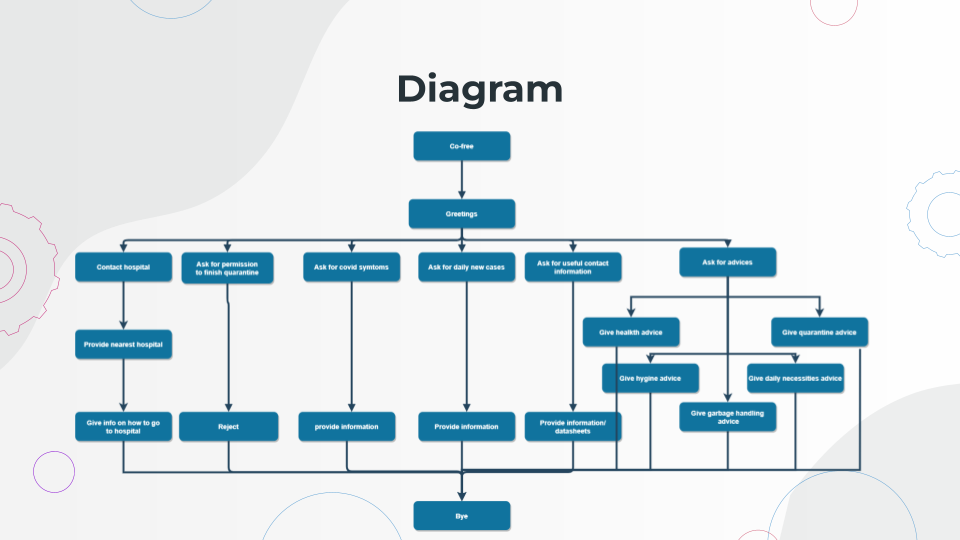 Diagram
Co-free
Greetings
Contact hospital
Ask for permission
to finish quarantine
Ask for covid symtoms
Ask for daily new cases
Ask for useful contact
information
Ask for advices
Give healkth advice
Give quarantine advice
Provide nearest hospital
Give hygine advice
Give daily necessities advice
Give garbage handling
advice
Give info on how to go
to hospital
Reject
provide information
Provide information
Provide information/
datasheets
Bye